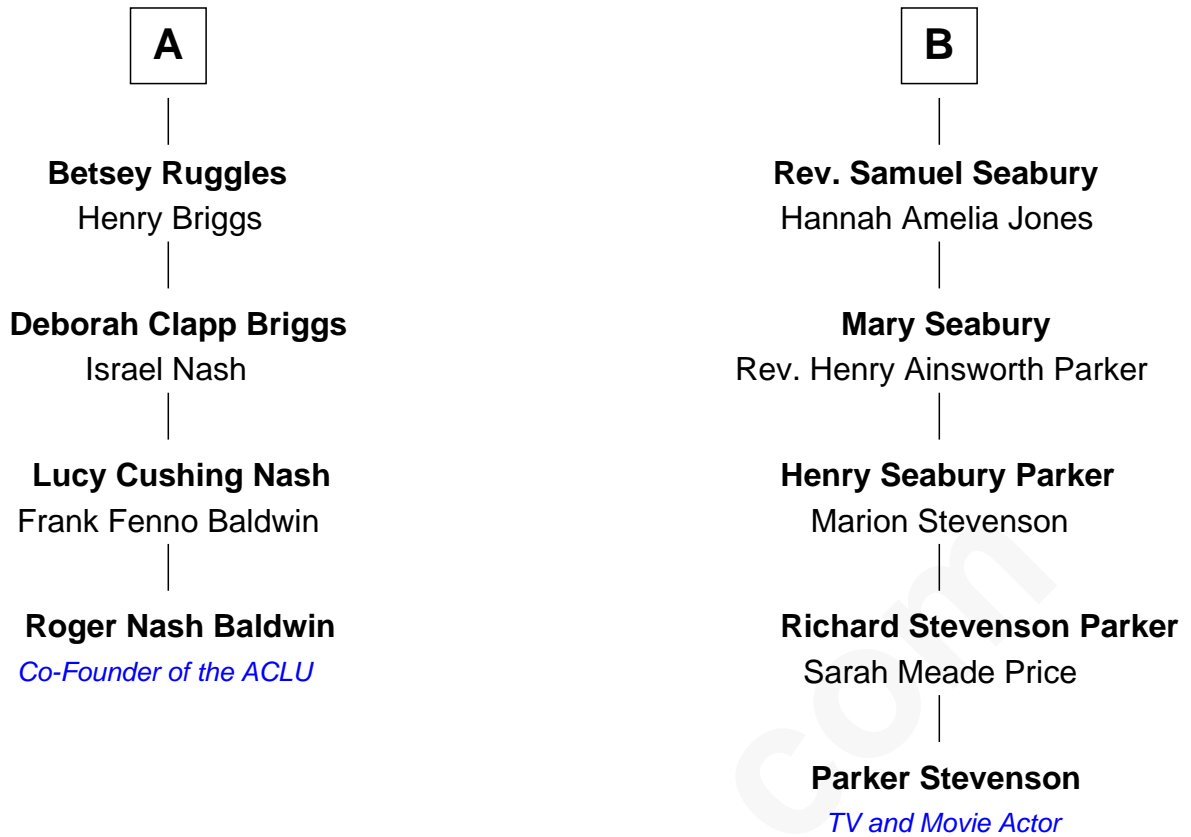 A
Betsey Ruggles
Henry Briggs
Deborah Clapp Briggs
Israel Nash
Lucy Cushing Nash
Frank Fenno Baldwin
Roger Nash Baldwin
Co-Founder of the ACLU
B
Rev. Samuel Seabury
Hannah Amelia Jones
Mary Seabury
Rev. Henry Ainsworth Parker
Henry Seabury Parker
Marion Stevenson
Richard Stevenson Parker
Sarah Meade Price
Parker Stevenson
TV and Movie Actor
com